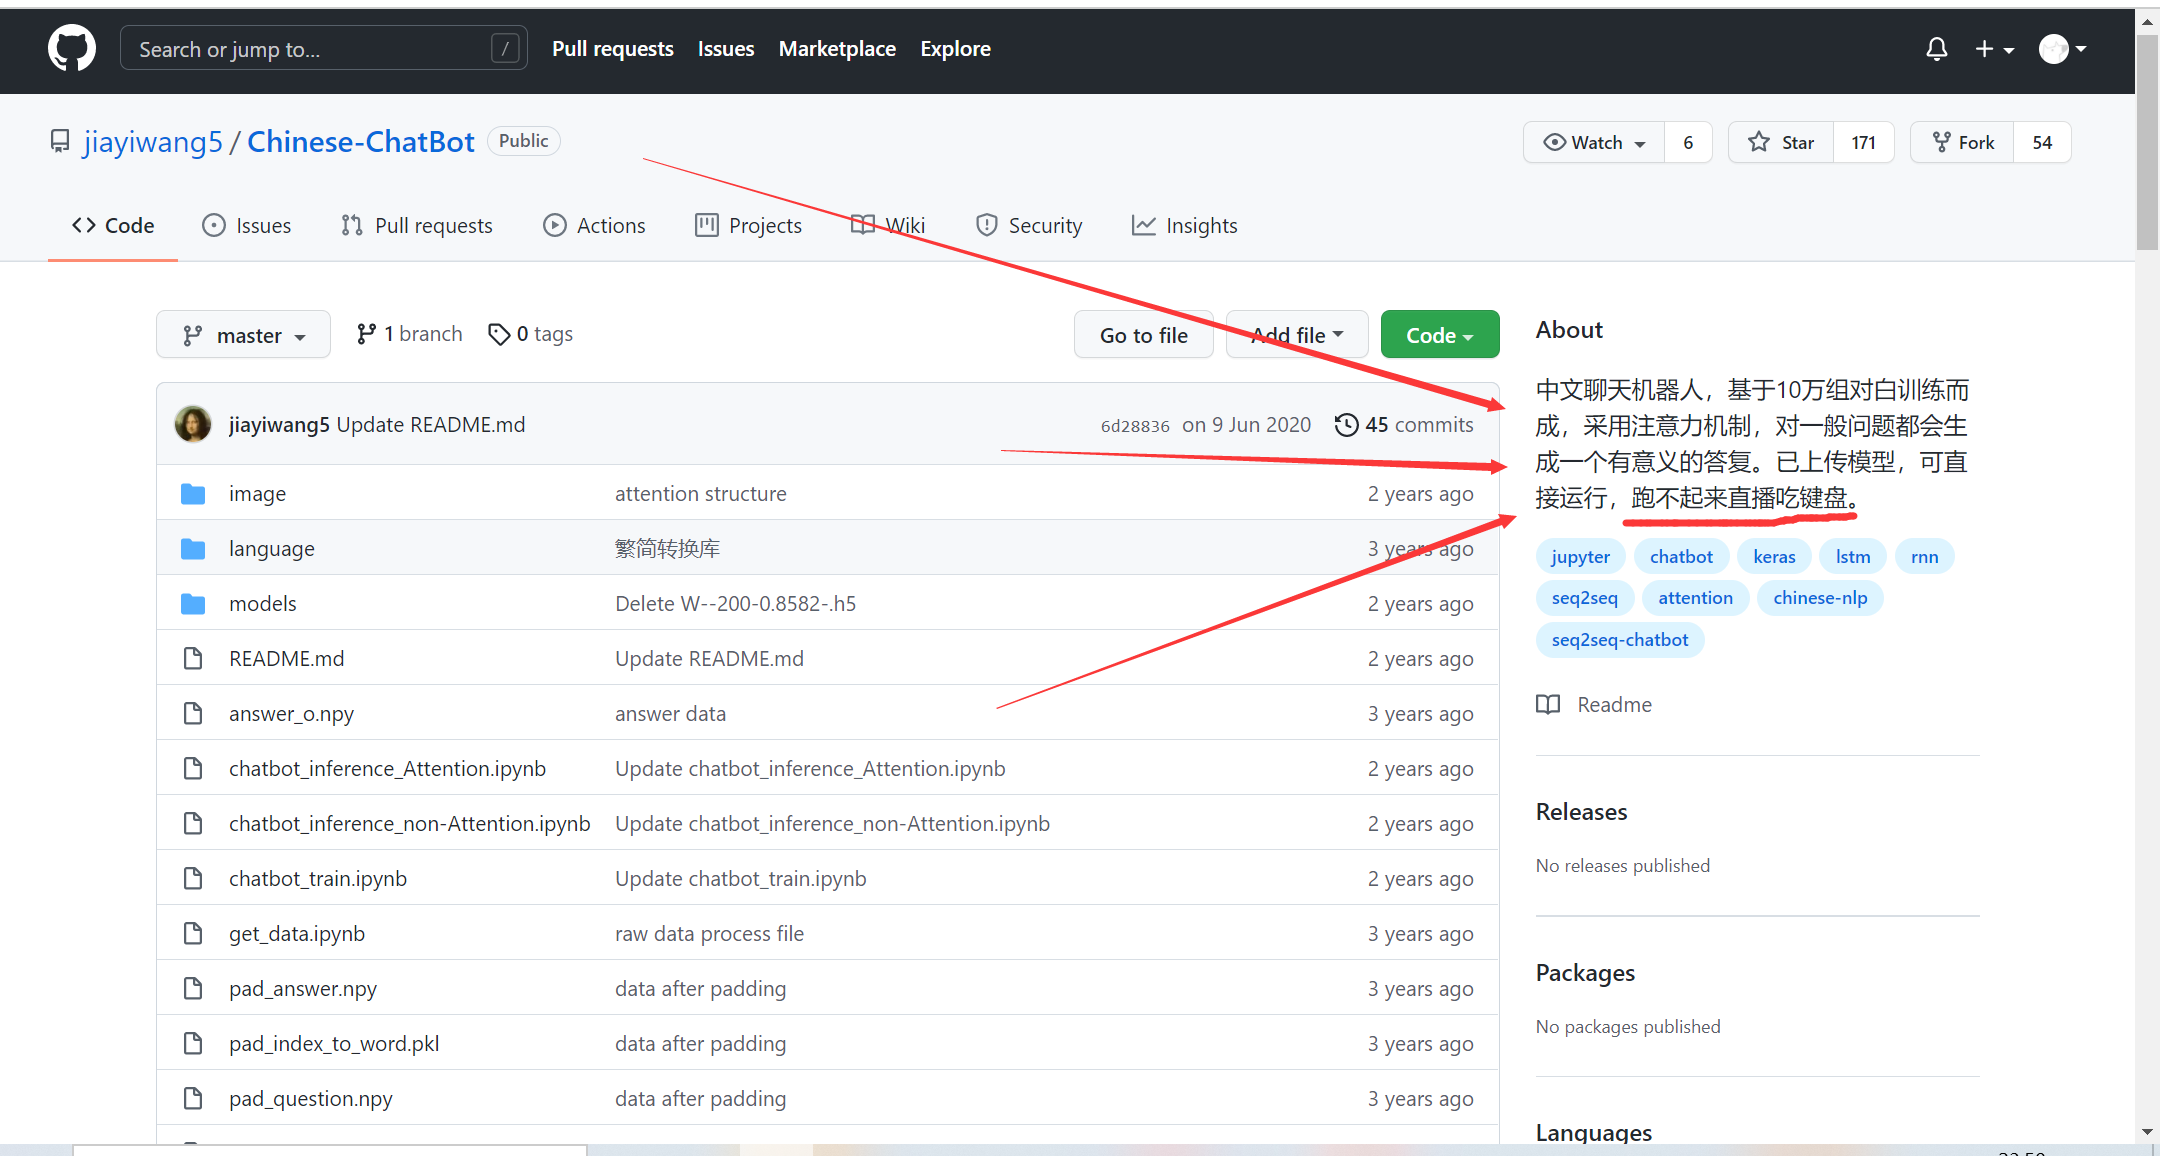 Search or jump to...
/
Pull requests
Issues
Marketplace
Explore
jiayiwang5 / Chinese-ChatBot
Public
Watch
6
Star
171
Fork
54
Code
Issues
Pull requests
Actions
Projects
Wiki
Security
Insights
master
1 branch
0 tags
Go to file
Add file
Code
jiayiwang5 Update README.md
6d28836 on 9 Jun 2020
45 commits
image attention structure 2 years ago
language 繁简转换库 3 years ago
models Delete W--200-0.8582-.h5 2 years ago
README.md Update README.md 2 years ago
answer_o.npy answer data 3 years ago
chatbot_inference_Attention.ipynb Update chatbot_inference_Attention.ipynb 2 years ago
chatbot_inference_non-Attention.ipynb Update chatbot_inference_non-Attention.ipynb 2 years ago
chatbot_train.ipynb Update chatbot_train.ipynb 2 years ago
get_data.ipynb raw data process file 3 years ago
pad_answer.npy data after padding 3 years ago
pad_index_to_word.pkl data after padding 3 years ago
pad_question.npy data after padding 3 years ago
About
中文聊天机器人，基于10万组对白训练而
成，采用注意力机制，对一般问题都会生
成一个有意义的答复。已上传模型，可直
接运行，跑不起来直播吃键盘。
jupyter chatbot keras lstm rnn
seq2seq attention chinese-nlp
seq2seq-chatbot
Readme
Releases
No releases published
Packages
No packages published
Languages